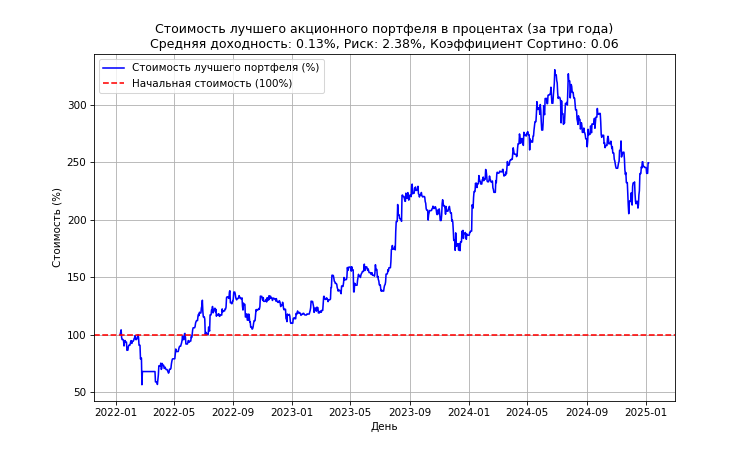 Стоимость лучшего акционного портфеля в процентах (за три года)
Средняя доходность: 0.13%, Риск: 2.38%, Коэффициент Сортино: 0.06
Стоимость лучшего портфеля (%)
Начальная стоимость (100%)
Стоимость (%)
300
250
200
150
100
50
2022-01 2022-05 2022-09 2023-01 2023-05 2023-09 2024-01 2024-05 2024-09 2025-01
День